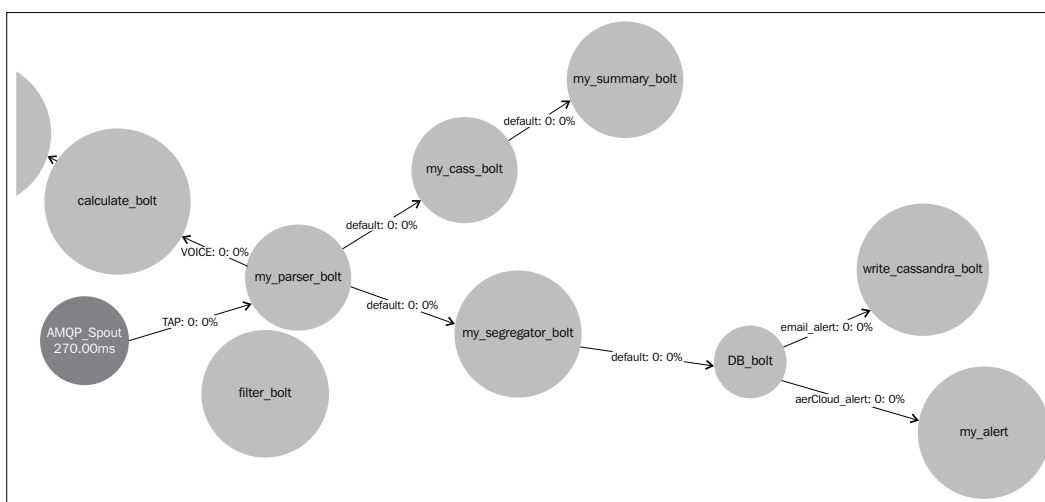 my_summary_bolt
default: 0: 0%
my_cass_bolt
calculate_bolt
default: 0: 0%
VOICE: 0: 0%
my_parser_bolt
write_cassandra_bolt
default: 0: 0%
TAP: 0: 0%
AMQP_Spout
270.00ms
my_segregator_bolt
email_alert: 0: 0%
default: 0: 0%
DB_bolt
filter_bolt
aerCloud_alert: 0: 0%
my_alert